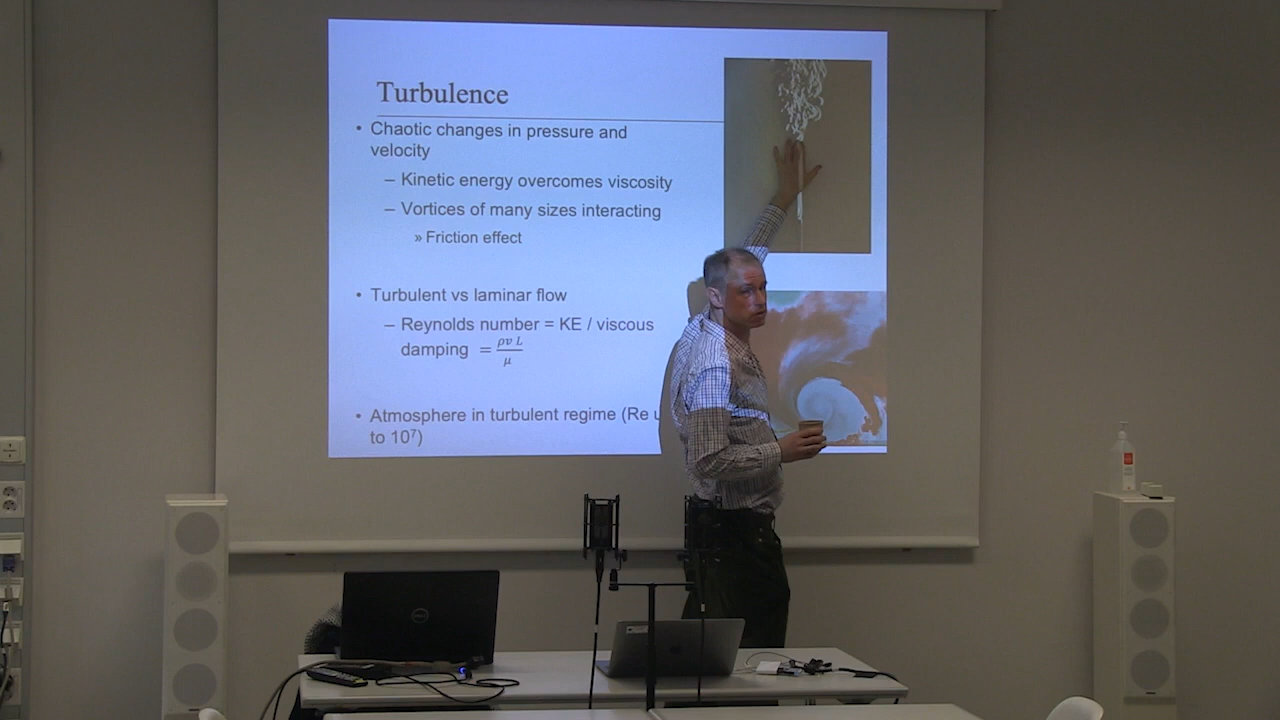 Turbulence
• Chaotic changes in pressure and
velocity
– Kinetic energy overcomes viscosity
– Vortices of many sizes interacting
» Friction effect
• Turbulent vs laminar flow
– Reynolds number = KE / viscous
damping = ρv L / μ
• Atmosphere in turbulent regime (Re u
to 10⁷)
DELL